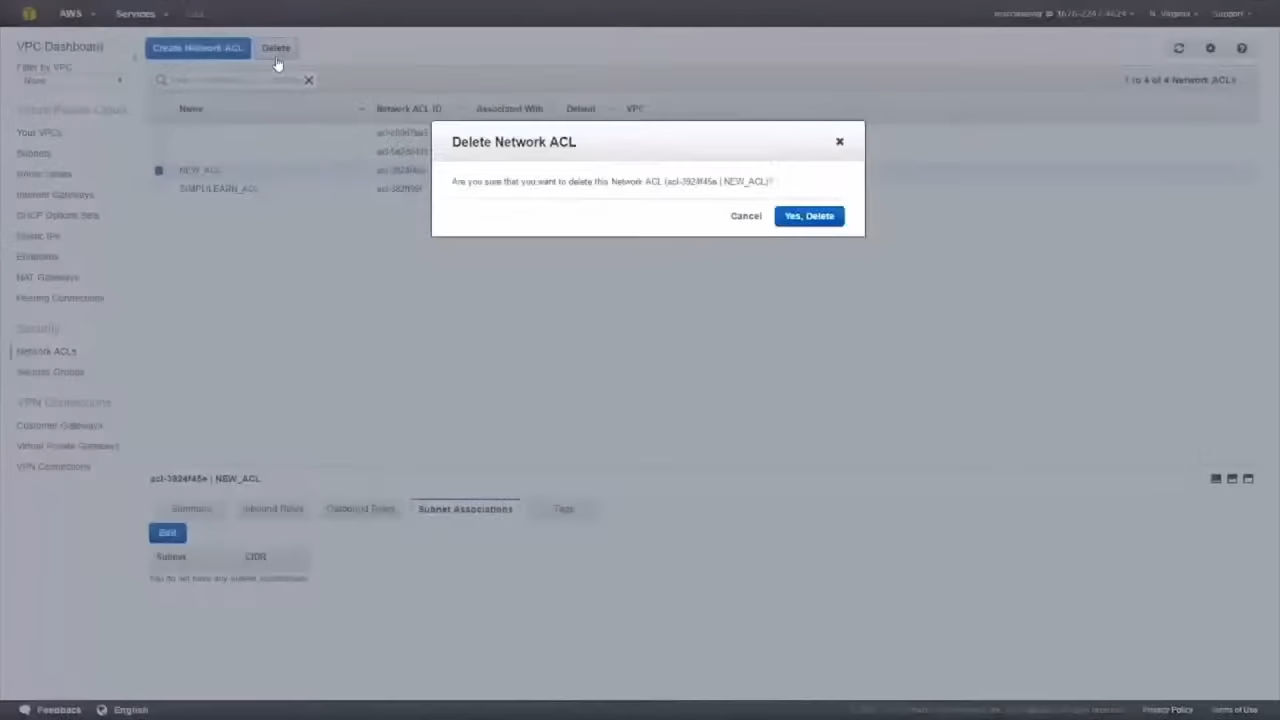 AWS Services
N. Virginia Support
VPC Dashboard
Filter by VPC
None
Create Network ACL Delete
1 to 4 of 4 Network ACLs
Name Network ACL ID Associated With Default VPC
NEW_ACL
SIMPLILEARN_ACL
Virtual Private Cloud
Your VPCs
Subnets
Route Tables
Internet Gateways
DHCP Options Sets
Elastic IPs
Endpoints
NAT Gateways
Peering Connections
Security
Network ACLs
Security Groups
VPN Connections
Customer Gateways
Virtual Private Gateways
VPN Connections
Delete Network ACL
Are you sure that you want to delete this Network ACL (acl-3924f45e | NEW_ACL)?
Cancel Yes, Delete
acl-3924f45e | NEW_ACL
Summary Inbound Rules Outbound Rules Subnet Associations Tags
Edit
Subnet CIDR
You do not have any subnet associations.
Feedback English
Privacy Policy Terms of Use